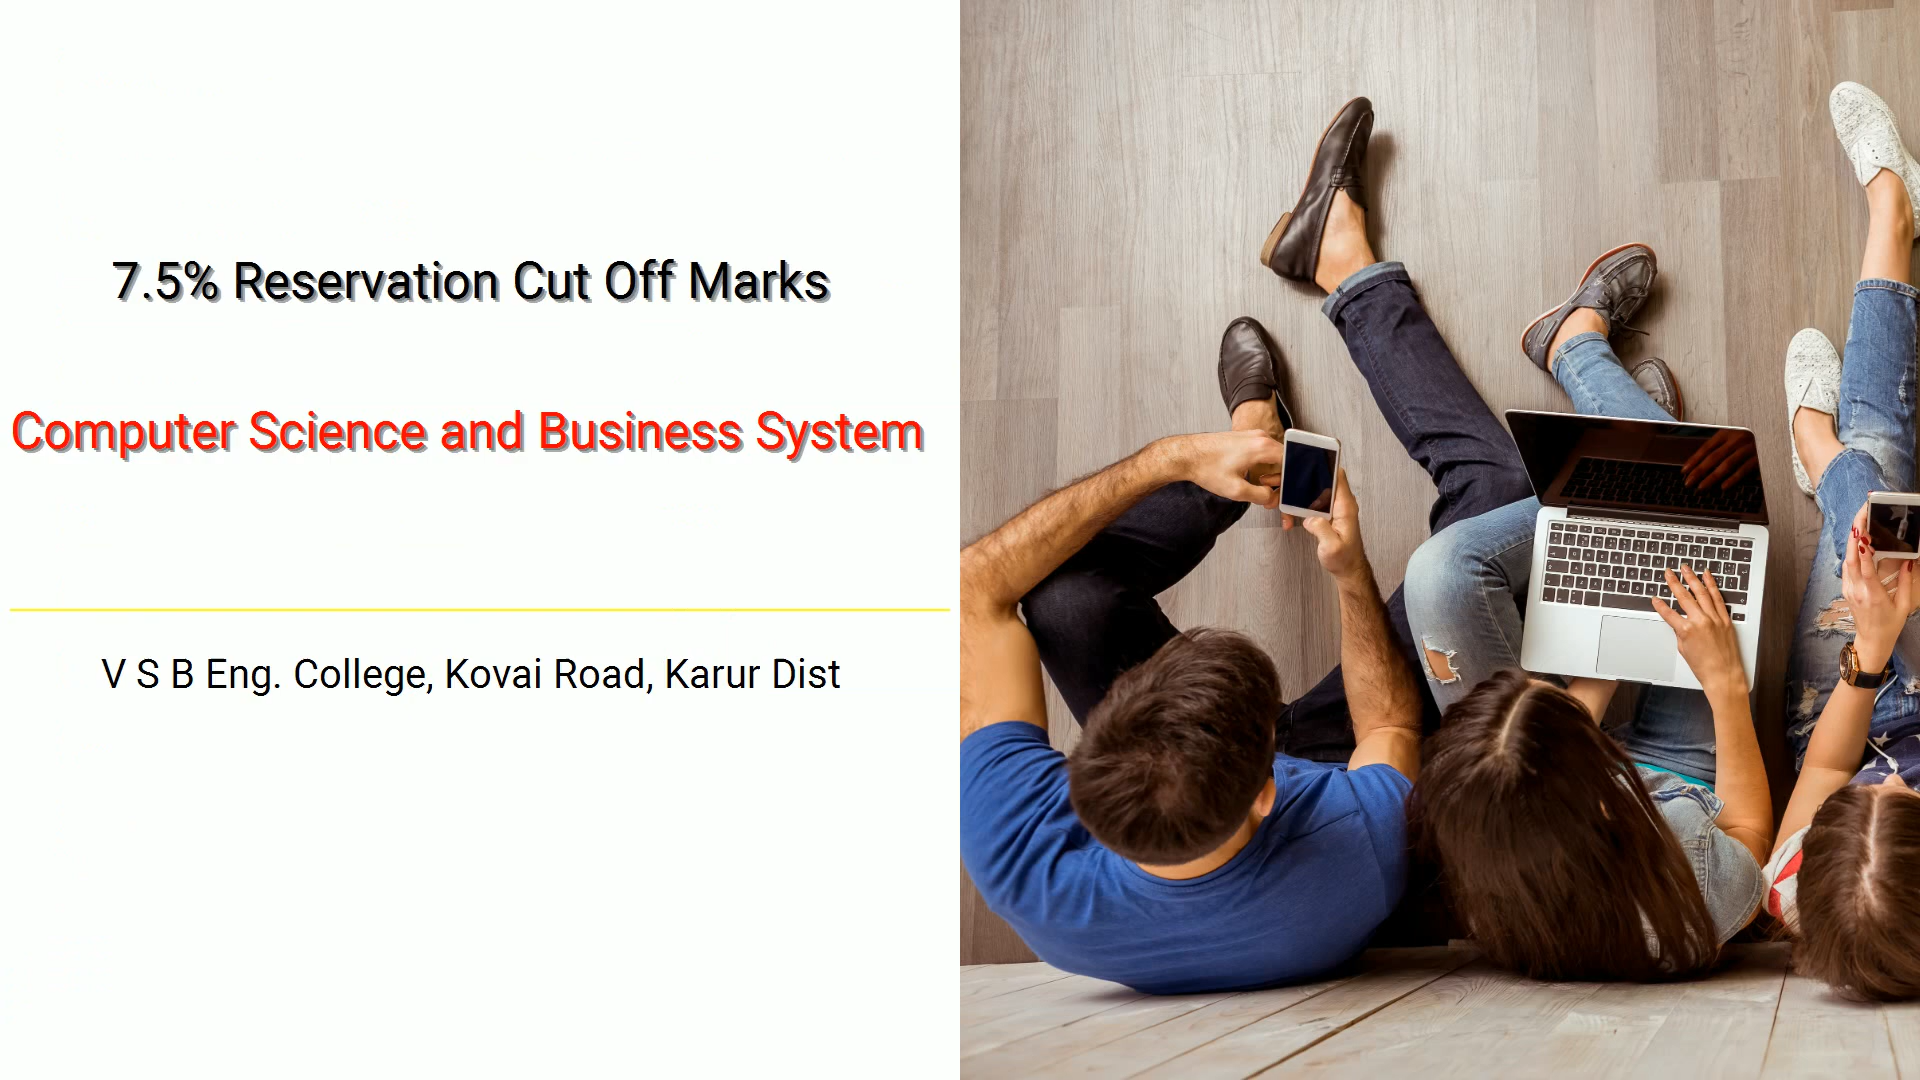 7.5% Reservation Cut Off Marks
Computer Science and Business System
V S B Eng. College, Kovai Road, Karur Dist